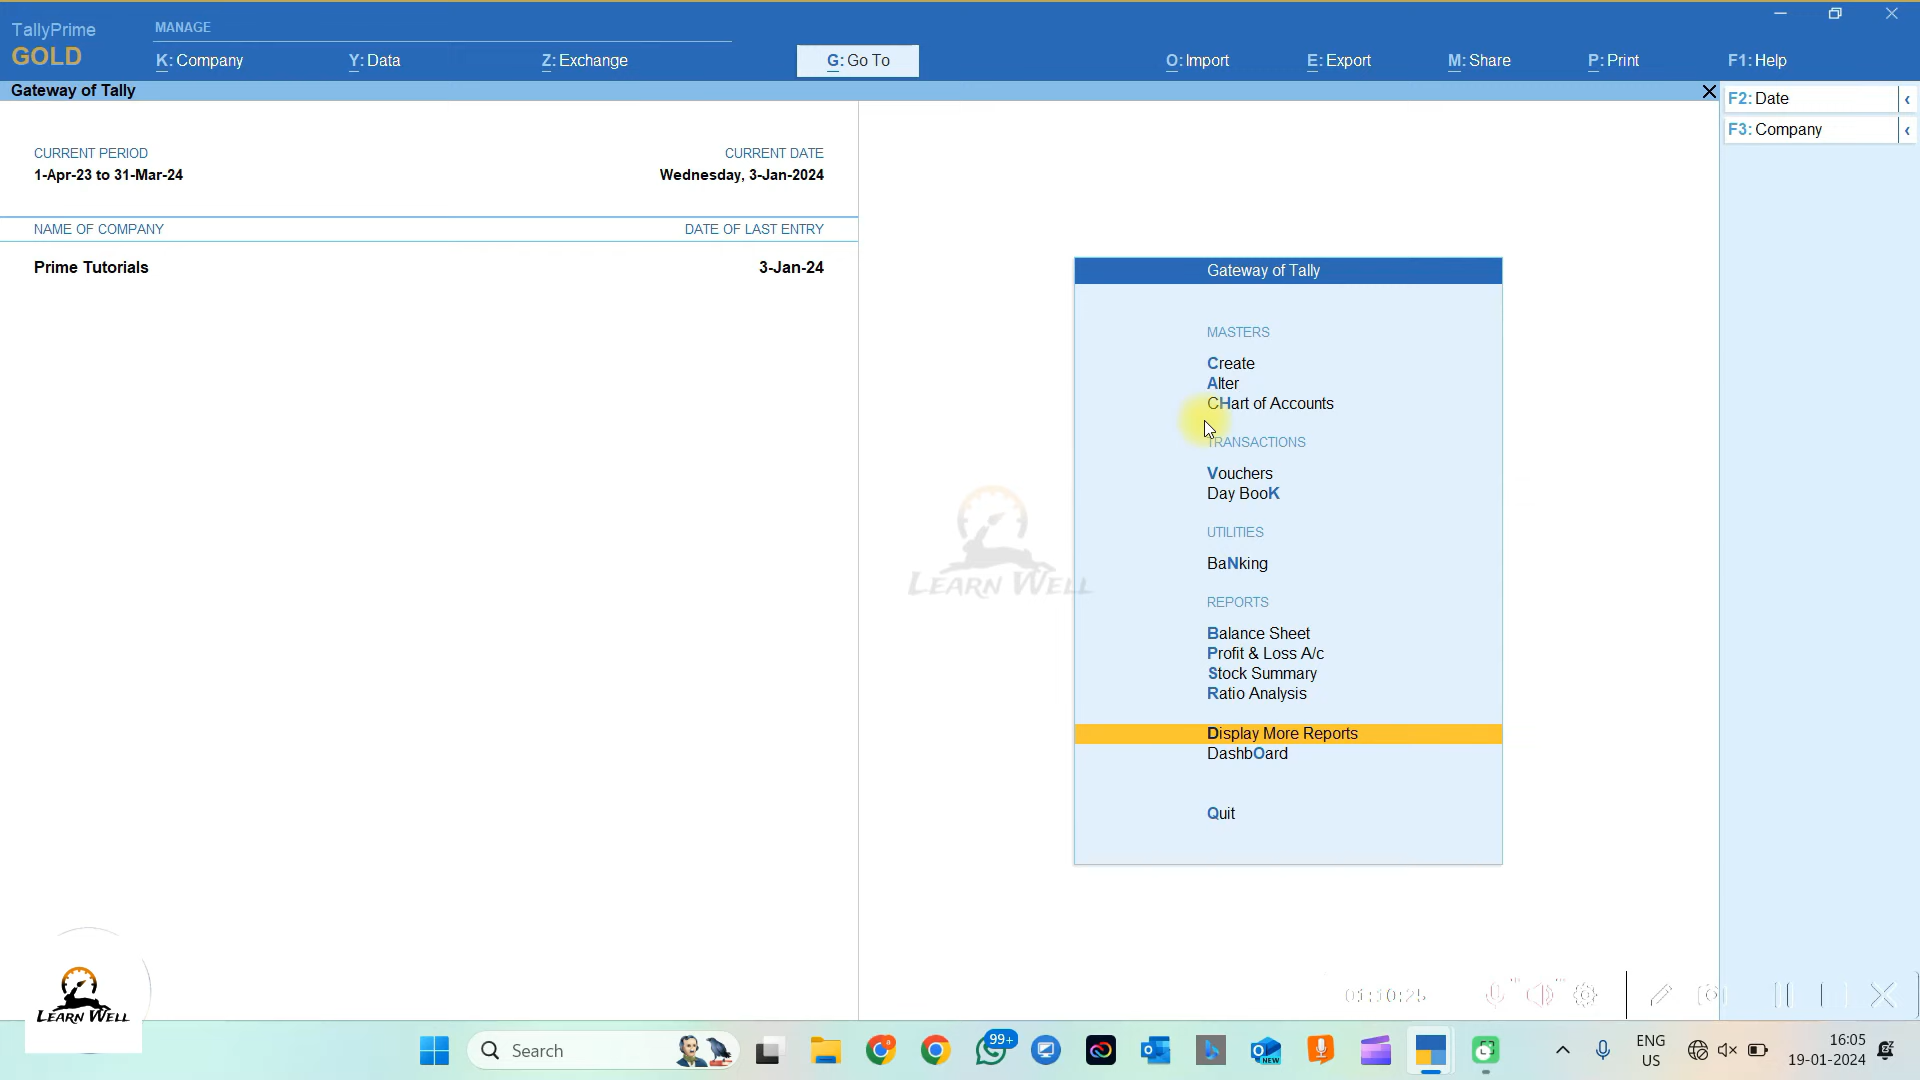 TallyPrime
GOLD
MANAGE
K: Company
Y: Data
Z: Exchange
G: Go To
O: Import
E: Export
M: Share
P: Print
F1: Help
Gateway of Tally
F2: Date
F3: Company
CURRENT PERIOD
CURRENT DATE
1-Apr-23 to 31-Mar-24
Wednesday, 3-Jan-2024
NAME OF COMPANY
DATE OF LAST ENTRY
Prime Tutorials
3-Jan-24
Gateway of Tally
MASTERS
Create
Alter
CHart of Accounts
TRANSACTIONS
Vouchers
Day BooK
UTILITIES
BaNking
REPORTS
Balance Sheet
Profit & Loss A/c
Stock Summary
Ratio Analysis
Display More Reports
DashbOard
Quit
LEARN WELL
LEARN WELL
01:10:25
Search
99+
NEW
ENG
US
16:05
19-01-2024